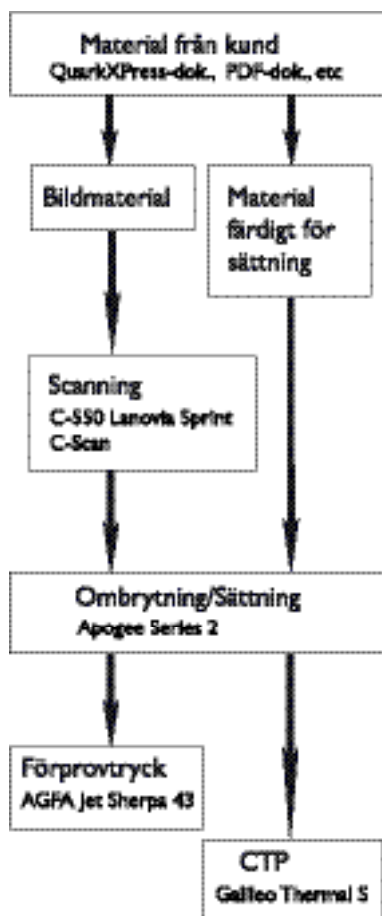 Material från kund
QuarkXPress-dok., PDF-dok., etc
Bildmaterial
Material
färdigt för
sättning
Scanning
C-550 Lanovia Sprint
C-Scan
Ombrytning/Sättning
Apogee Series 2
Förprovtryck
AGFA Jet Sherpa 43
CTP
Galileo Thermal S